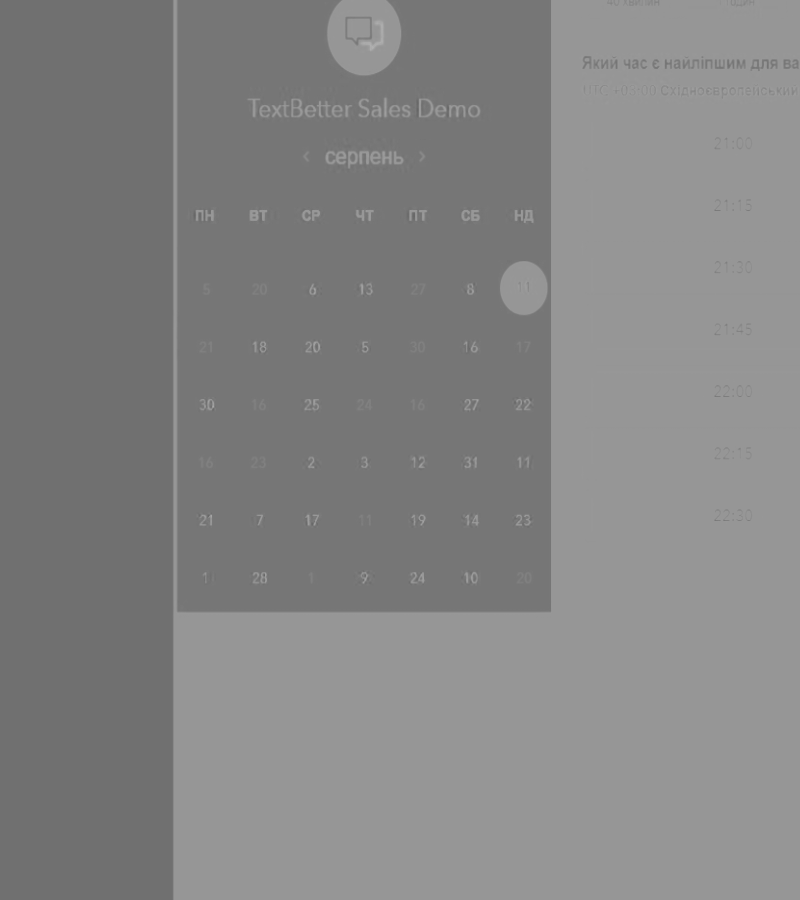 40 хвилин 1 годин
TextBetter Sales Demo
серпень
ПН ВТ СР ЧТ ПТ СБ НД
5 20 6 13 27 8 11
21 18 20 5 30 16 17
30 16 25 24 16 27 22
16 23 2 3 12 31 11
21 7 17 11 19 14 23
1 28 1 9 24 10 20
Який час є найліпшим для ва
UTC +03:00 Східноєвропейський
21:00
21:15
21:30
21:45
22:00
22:15
22:30